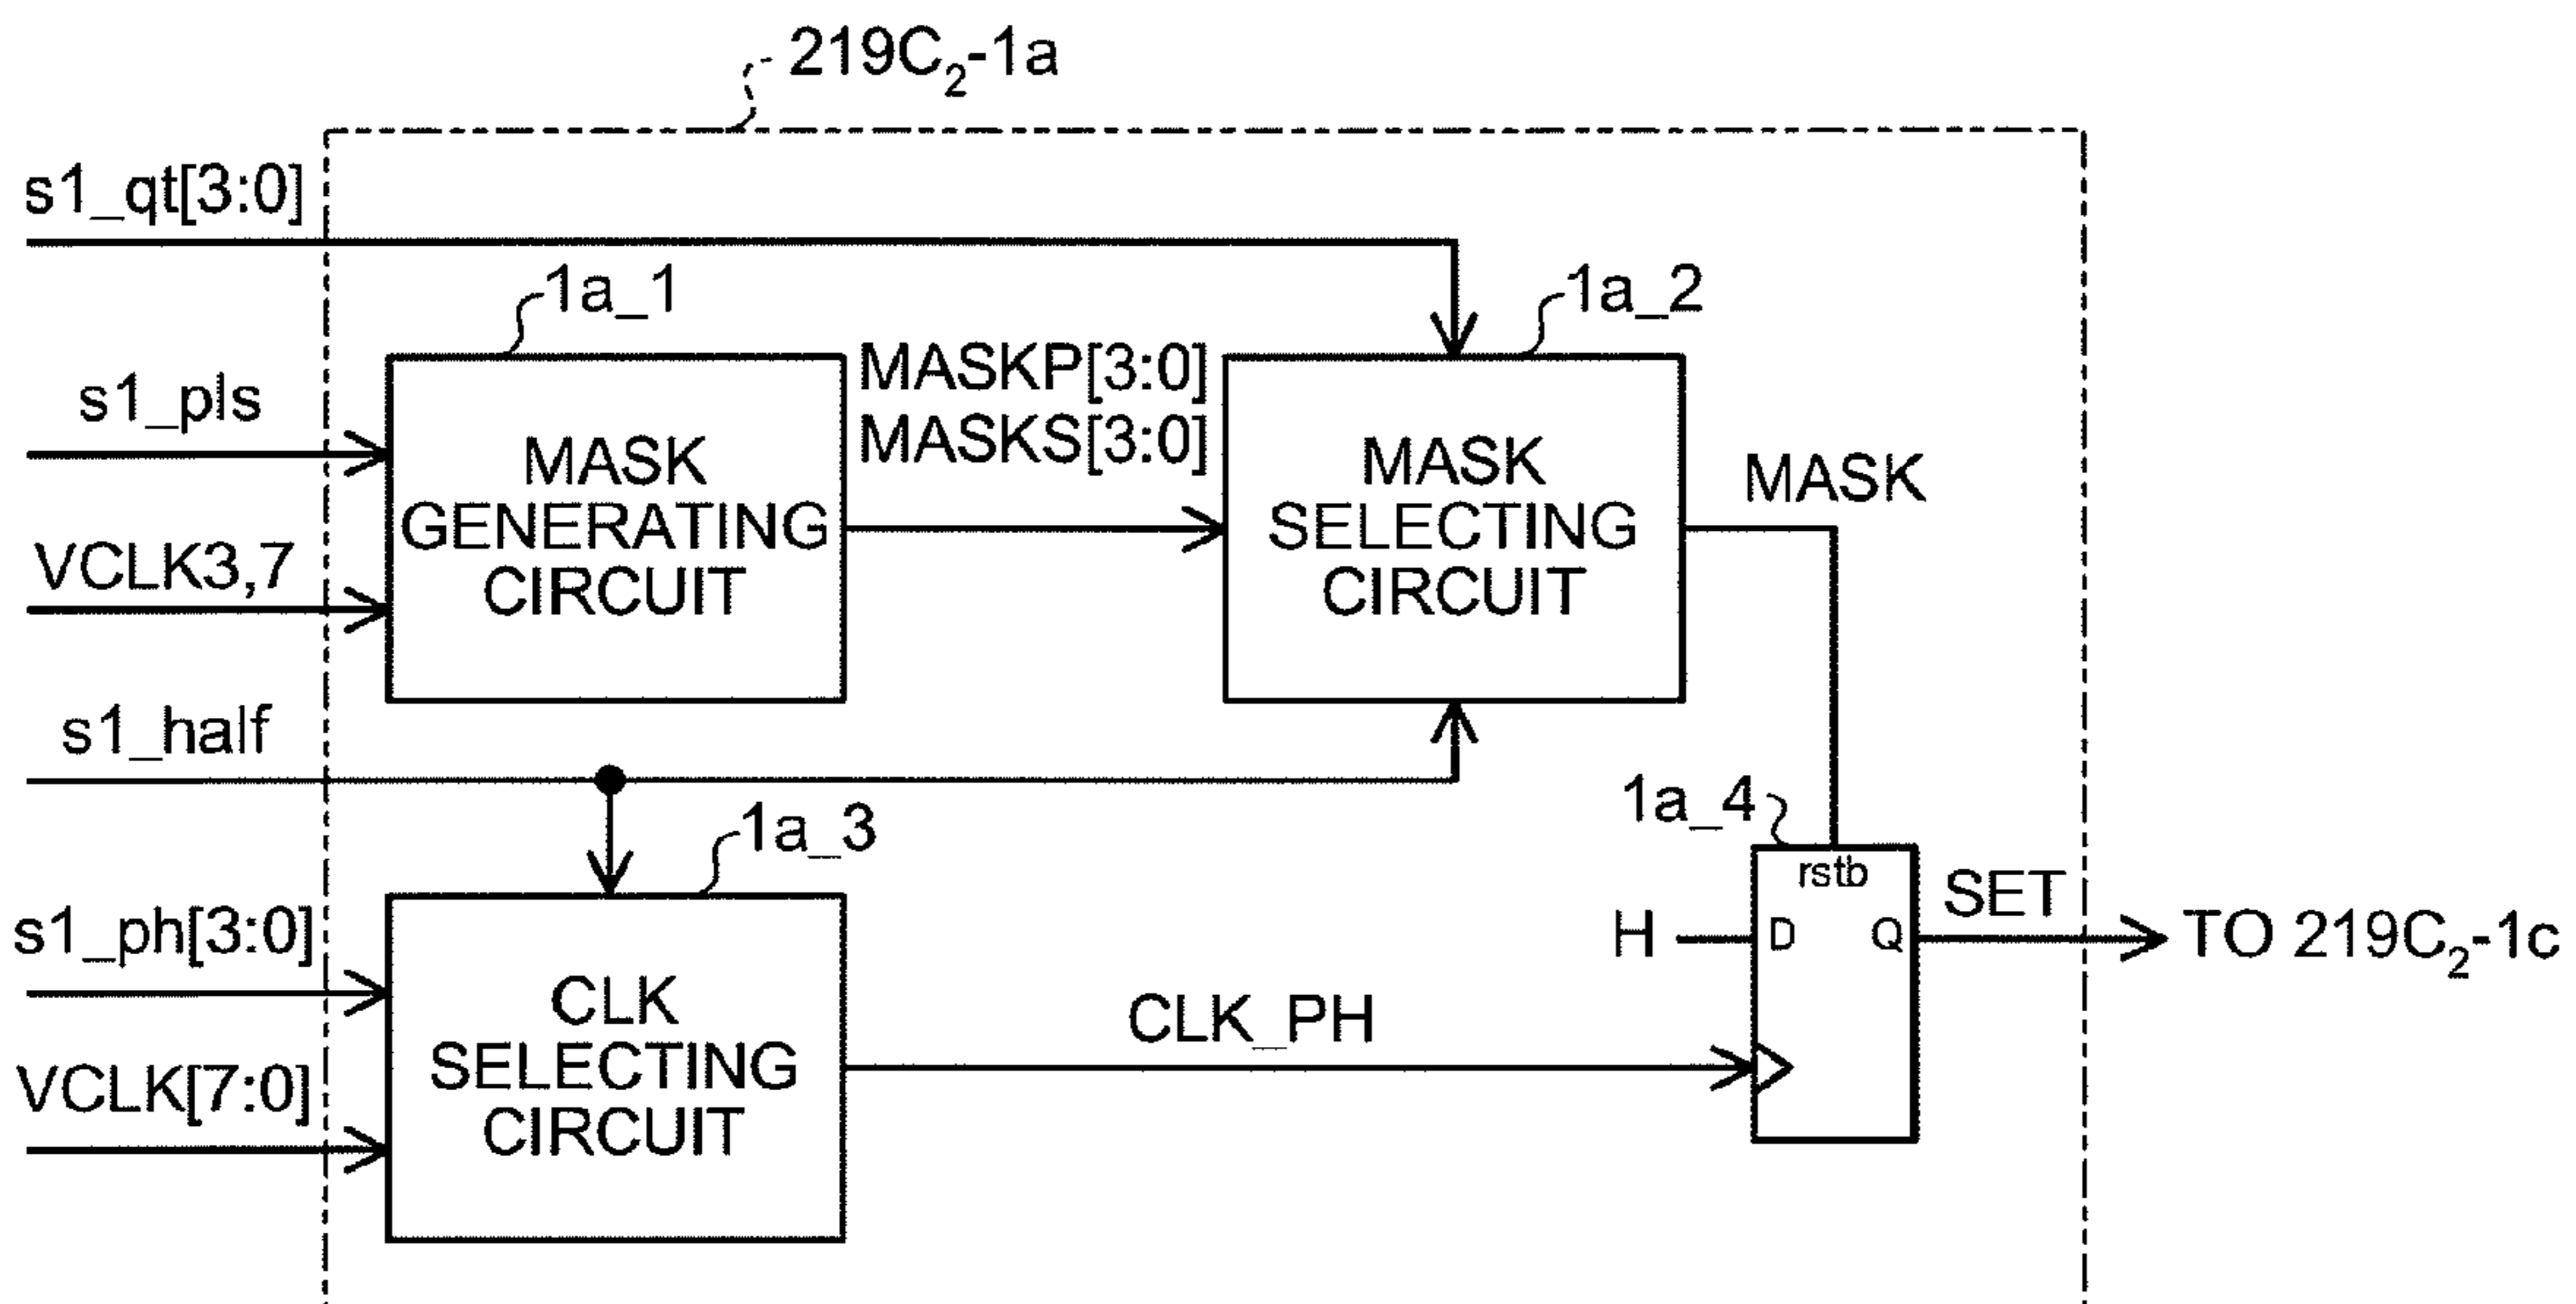 219C₂-1a
s1_qt[3:0]
1a_1
1a_2
s1_pls
VCLK3,7
MASK
GENERATING
CIRCUIT
MASKP[3:0]
MASKS[3:0]
MASK
SELECTING
CIRCUIT
MASK
s1_half
1a_3
1a_4
s1_ph[3:0]
VCLK[7:0]
CLK
SELECTING
CIRCUIT
CLK_PH
H
rstb
D
Q
SET
TO 219C₂-1c